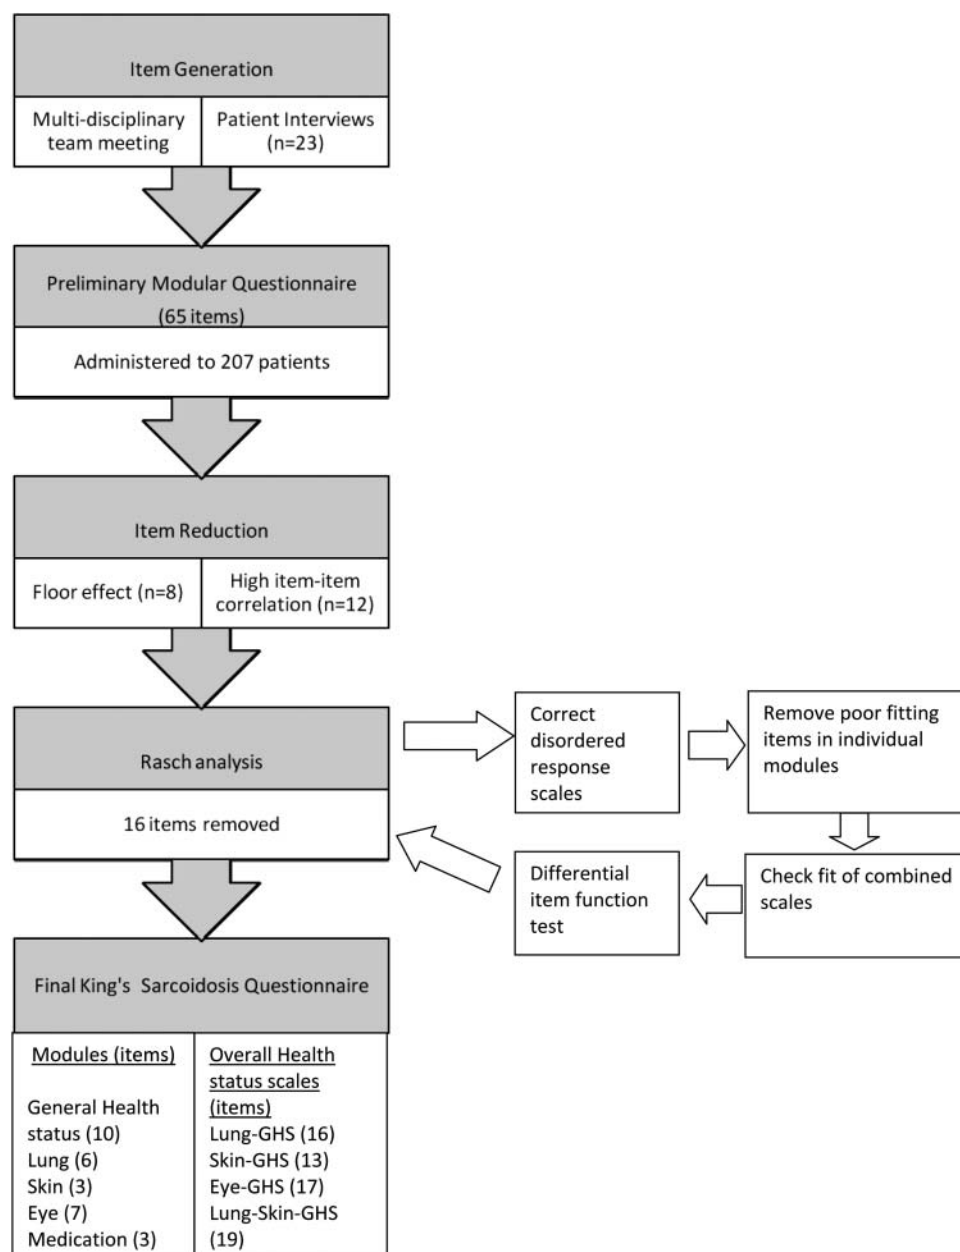 Item Generation
Multi-disciplinary
team meeting
Patient Interviews
(n=23)
Preliminary Modular Questionnaire
(65 items)
Administered to 207 patients
Item Reduction
Floor effect (n=8)
High item-item
correlation (n=12)
Rasch analysis
16 items removed
Correct
disordered
response
scales
Remove poor fitting
items in individual
modules
Check fit of combined
scales
Differential
item function
test
Final King's Sarcoidosis Questionnaire
Modules (items)
General Health
status (10)
Lung (6)
Skin (3)
Eye (7)
Medication (3)
Overall Health
status scales
(items)
Lung-GHS (16)
Skin-GHS (13)
Eye-GHS (17)
Lung-Skin-GHS
(19)